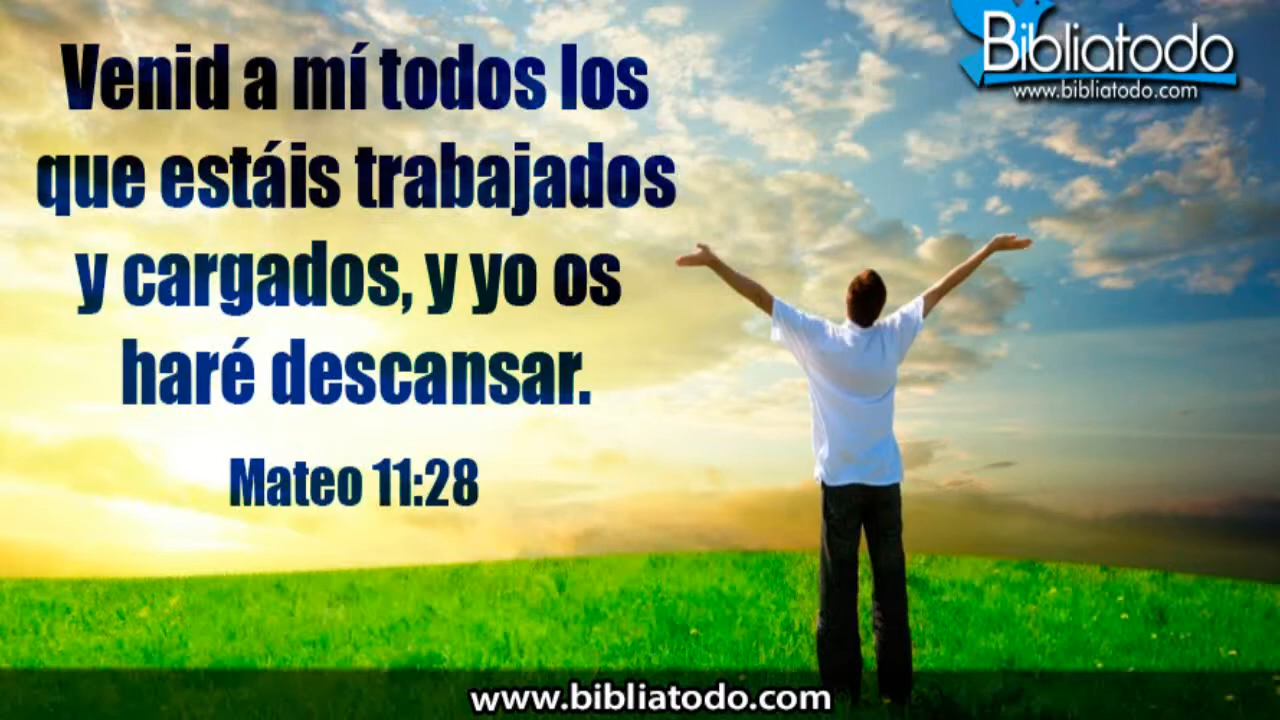 Venid a mí todos los
que estáis trabajados
y cargados, y yo os
haré descansar.
Mateo 11:28
Bibliatodo
www.bibliatodo.com
www.bibliatodo.com